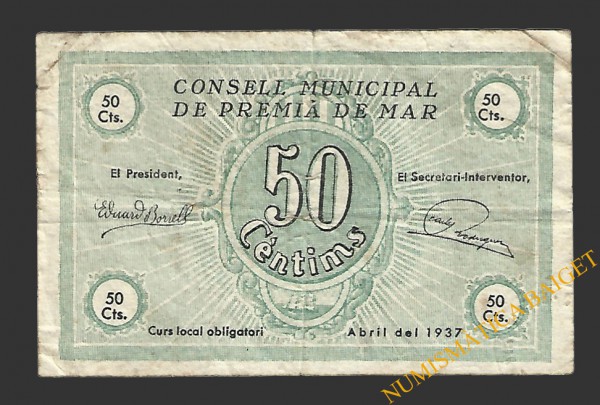 CONSELL MUNICIPAL
DE PREMIÀ DE MAR
50 Cts.
50 Cts.
El President,
El Secretari-Interventor,
50
Cèntims
Eduard Borrell
Rodriguez
50 Cts.
50 Cts.
Curs local obligatori
Abril del 1937
NUMISMATICA BAIGET